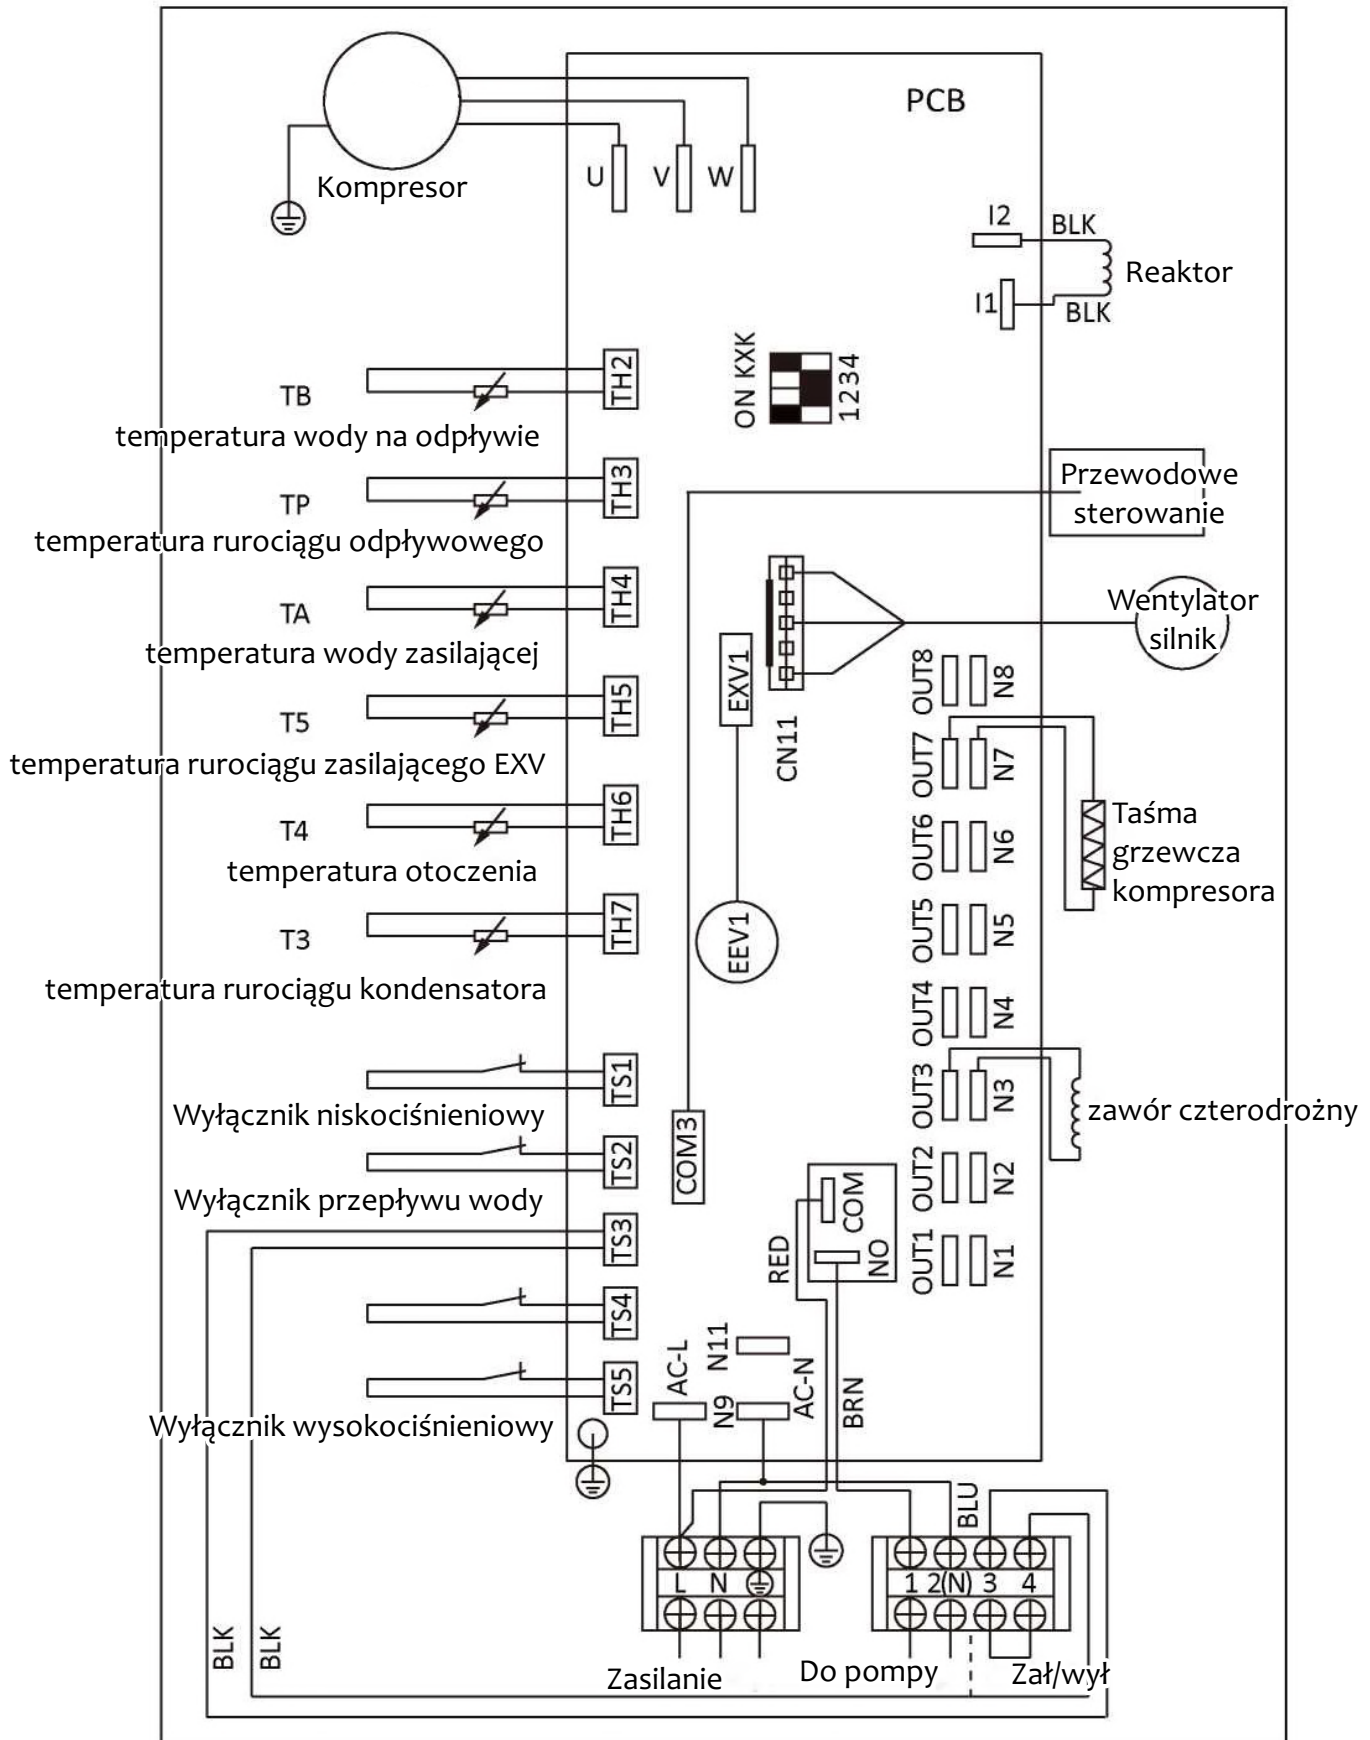 PCB
Kompresor
U
V
W
I2
BLK
Reaktor
I1
BLK
ON KXK
1234
TB
TH2
temperatura wody na odpływie
TP
TH3
temperatura rurociągu odpływowego
TA
TH4
temperatura wody zasilającej
T5
TH5
temperatura rurociągu zasilającego EXV
T4
TH6
temperatura otoczenia
T3
TH7
temperatura rurociągu kondensatora
Przewodowe
sterowanie
Wentylator
silnik
EXV1
CN11
EEV1
OUT8
N8
OUT7
N7
OUT6
N6
OUT5
N5
OUT4
N4
OUT3
N3
OUT2
N2
OUT1
N1
Taśma
grzewcza
kompresora
zawór czterodrożny
TS1
Wyłącznik niskociśnieniowy
TS2
Wyłącznik przepływu wody
TS3
TS4
TS5
Wyłącznik wysokociśnieniowy
COM3
COM
NO
RED
BRN
AC-L
N11
N9
AC-N
BLU
L
N
1
2(N)
3
4
BLK
BLK
Zasilanie
Do pompy
Zał/wył